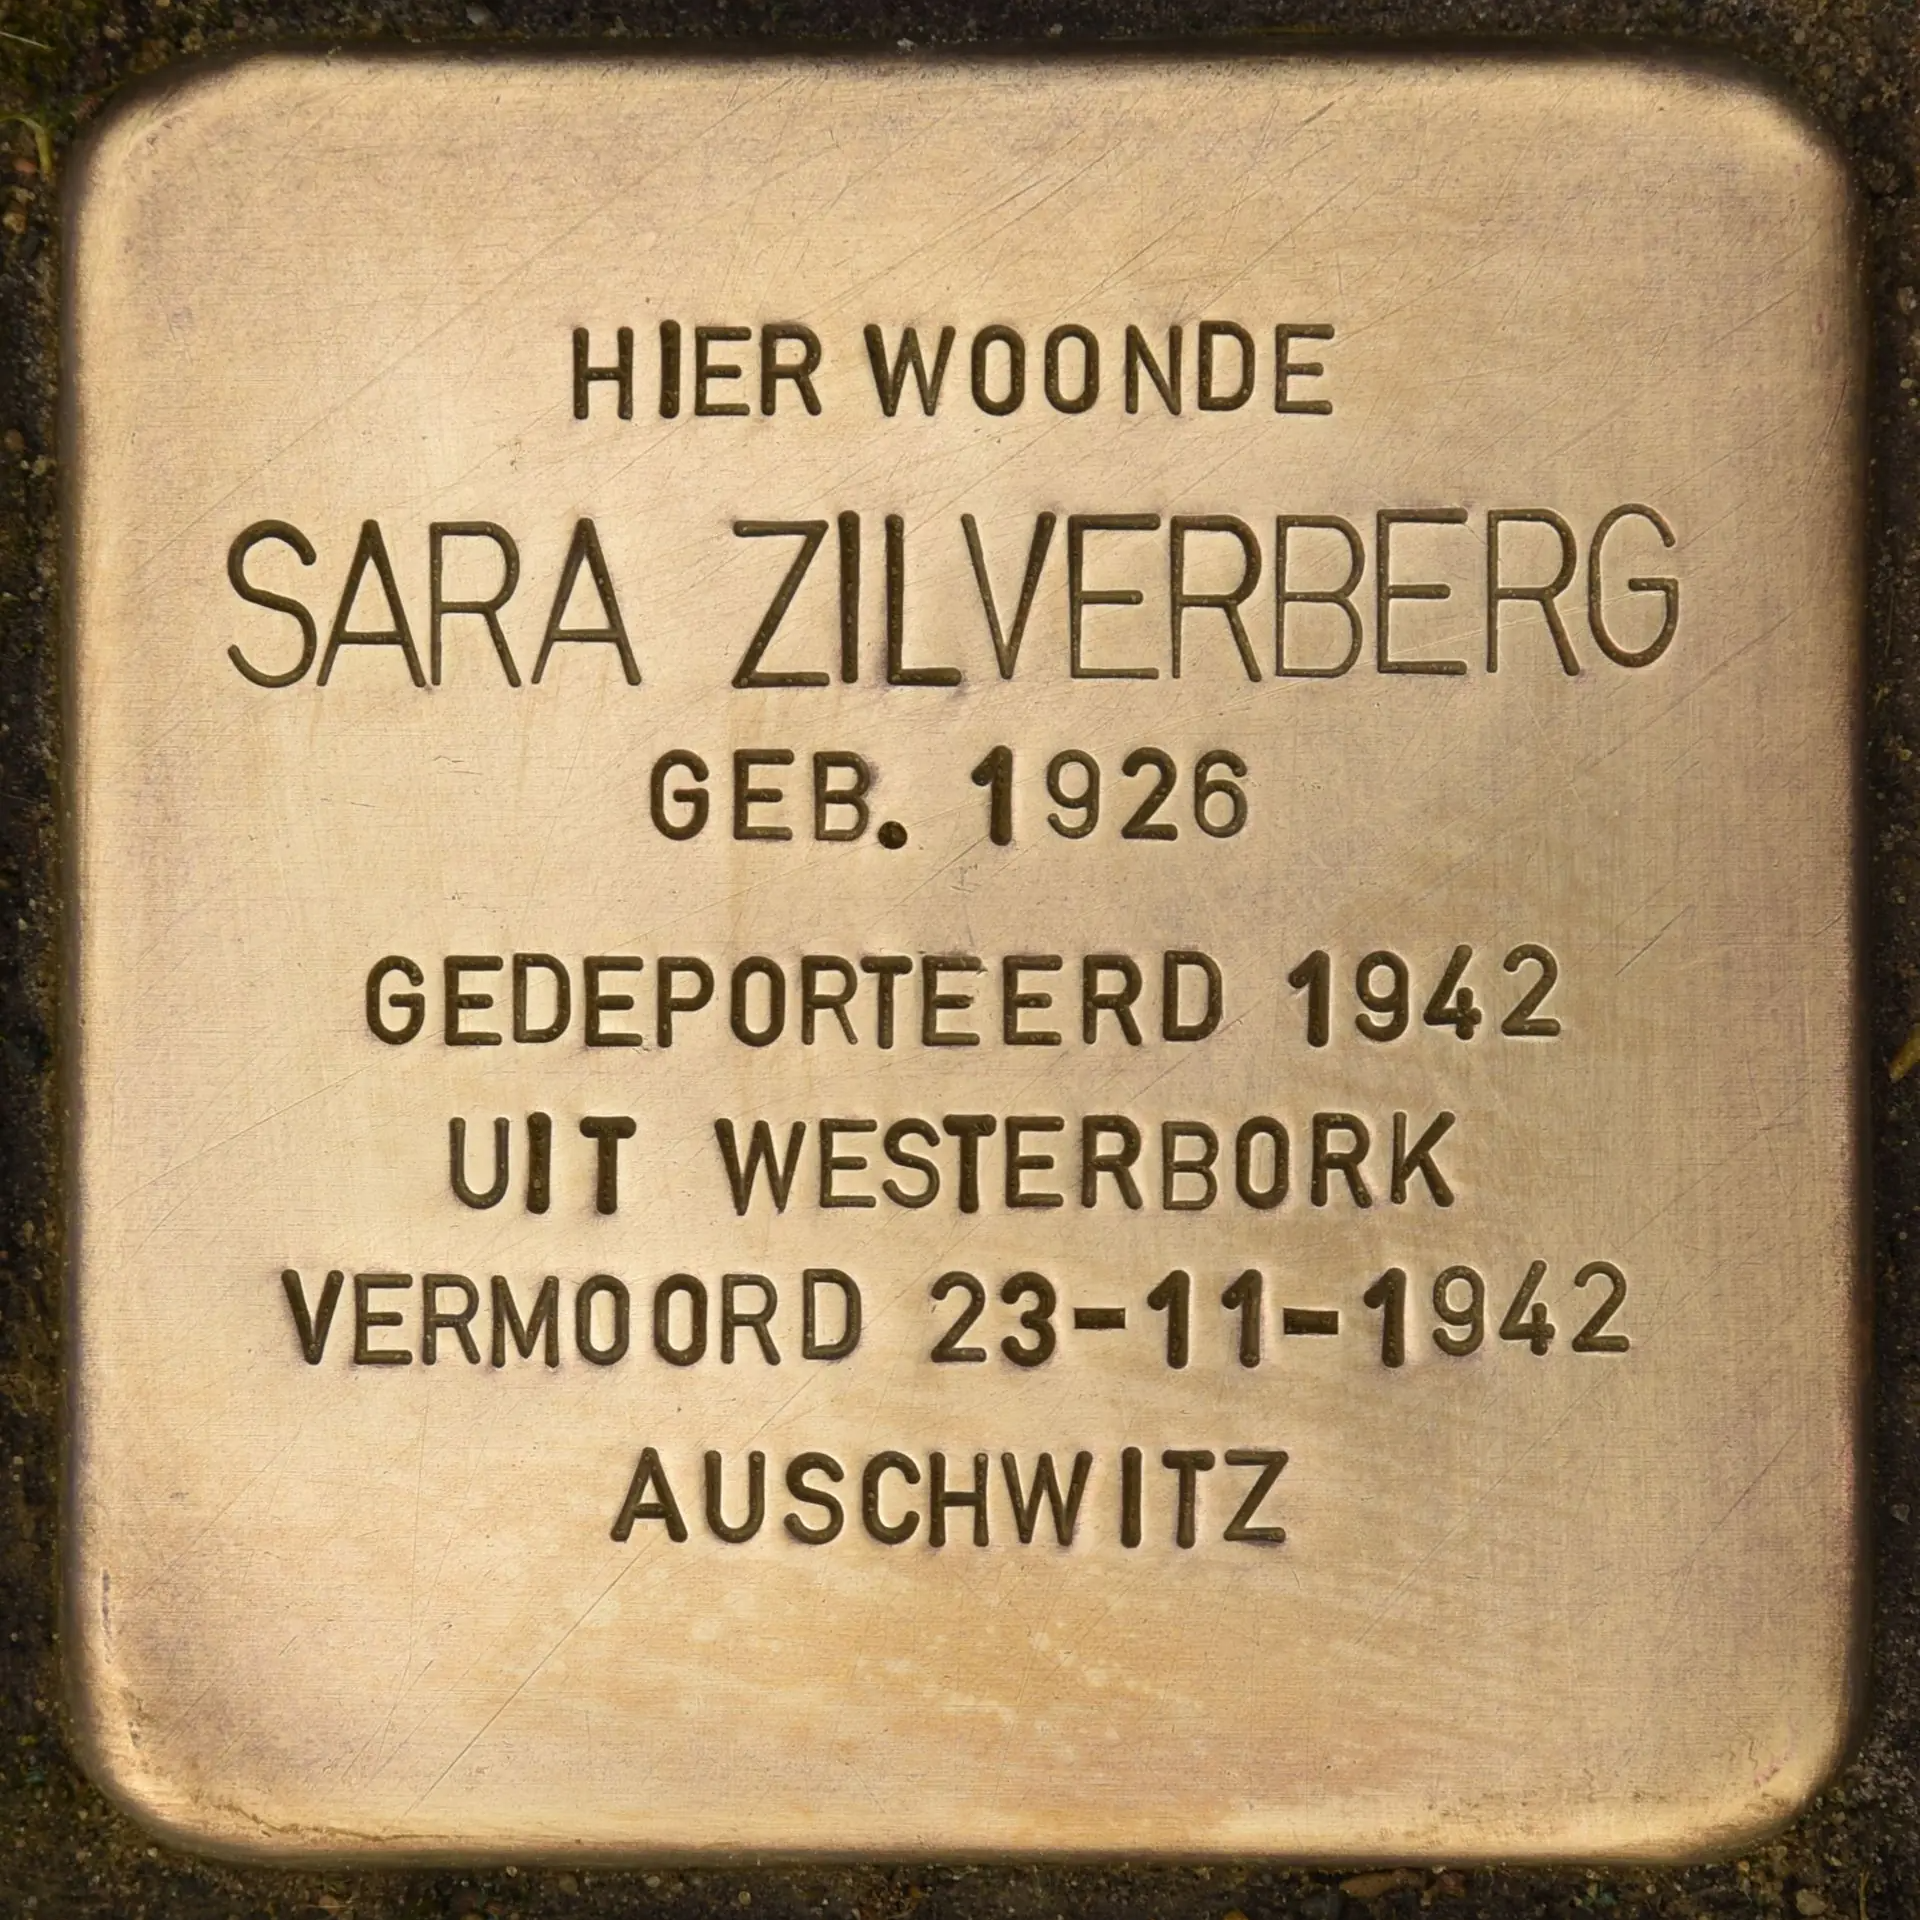 HIER WOONDE
SARA ZILVERBERG
GEB. 1926
GEDEPORTEERD 1942
UIT WESTERBORK
VERMOORD 23-11-1942
AUSCHWITZ